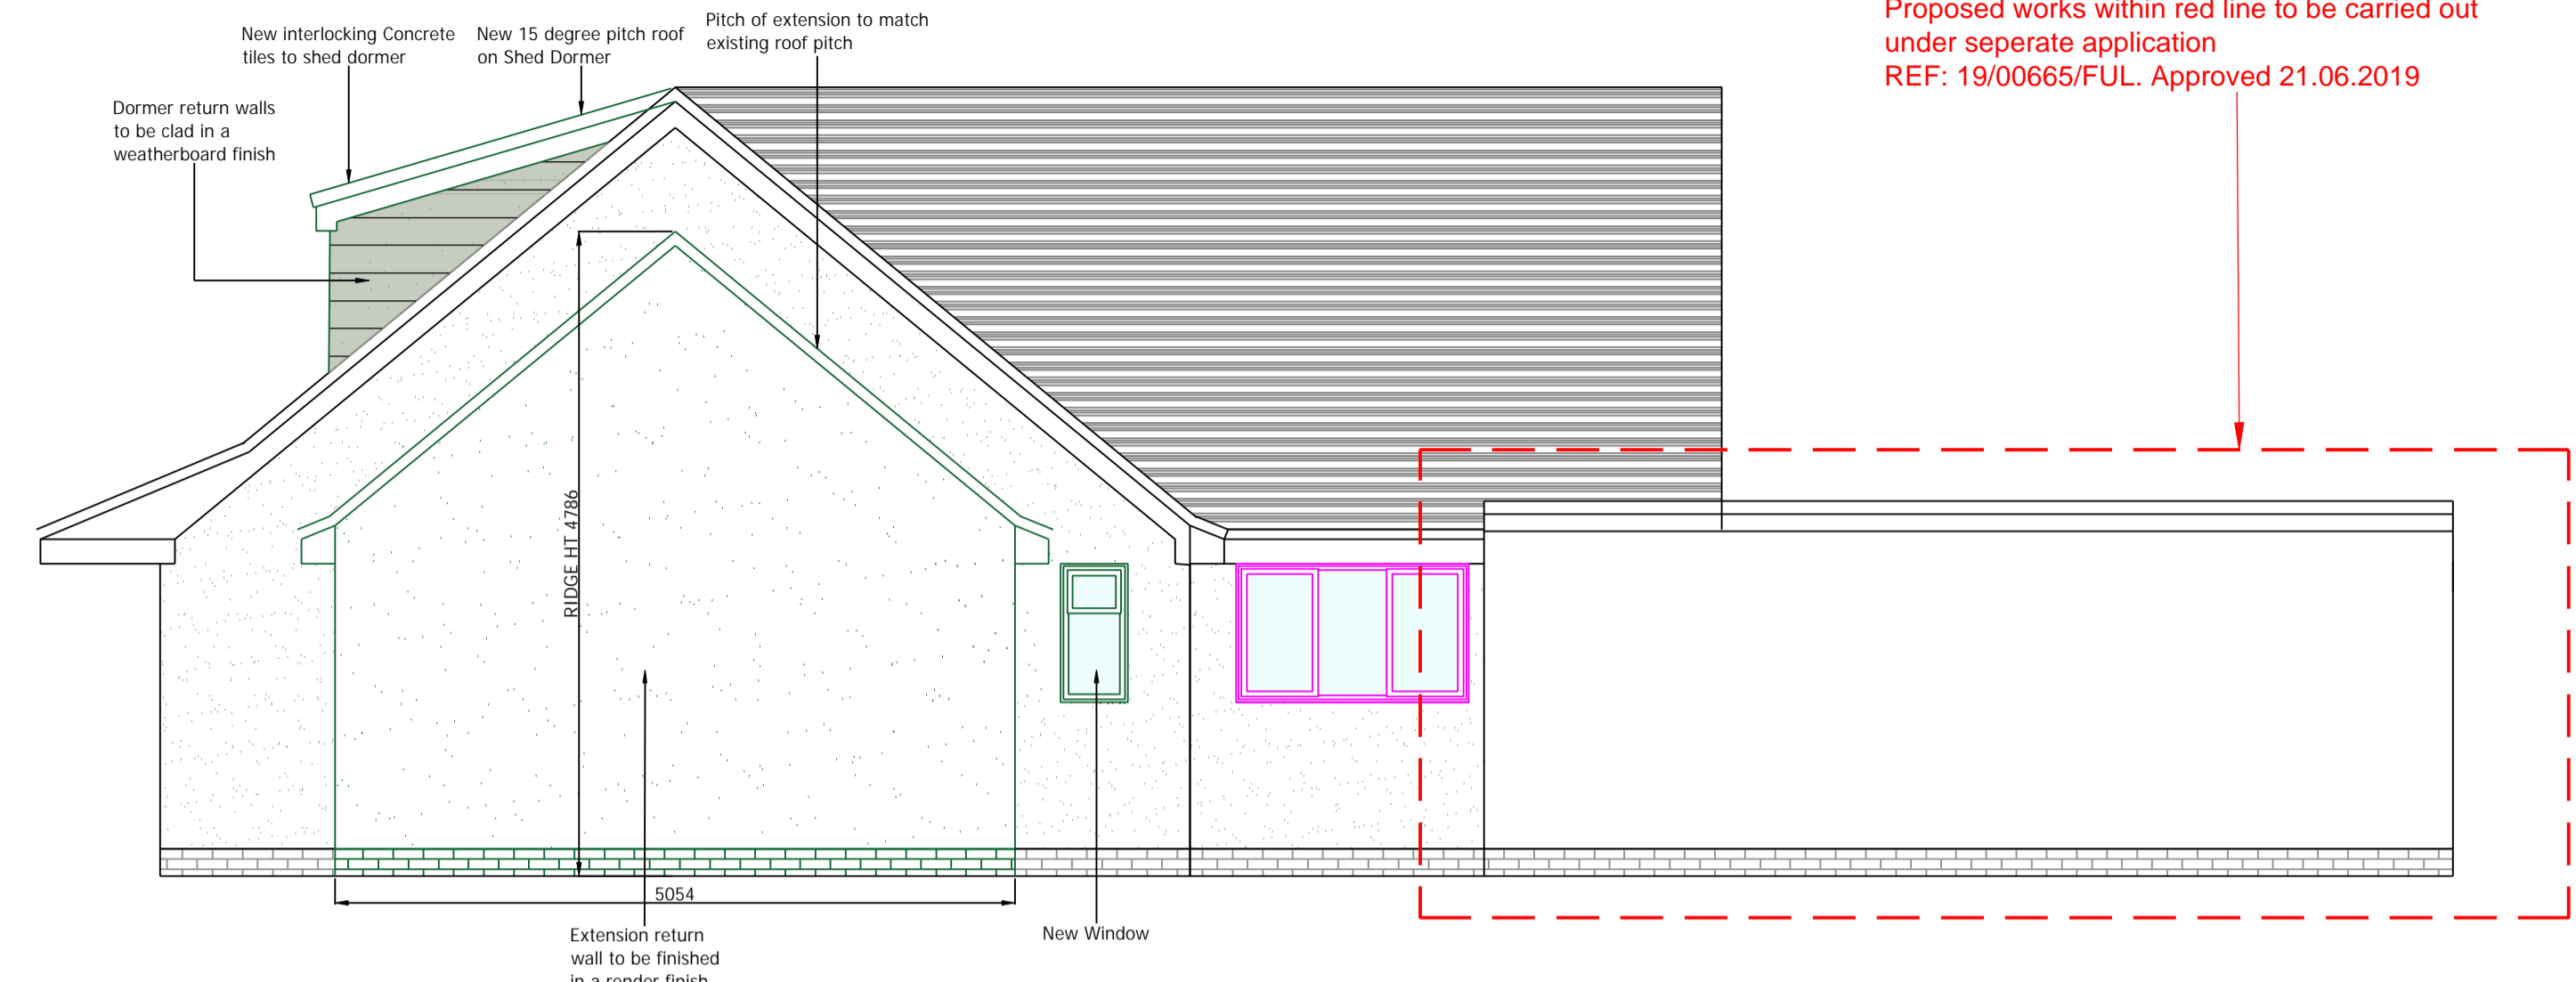 New interlocking Concrete
tiles to shed dormer
New 15 degree pitch roof
on Shed Dormer
Pitch of extension to match
existing roof pitch
Proposed works within red line to be carried out
under seperate application
REF: 19/00665/FUL. Approved 21.06.2019
Dormer return walls
to be clad in a
weatherboard finish
RIDGE HT 4786
5054
Extension return
wall to be finished
in a render finish
New Window